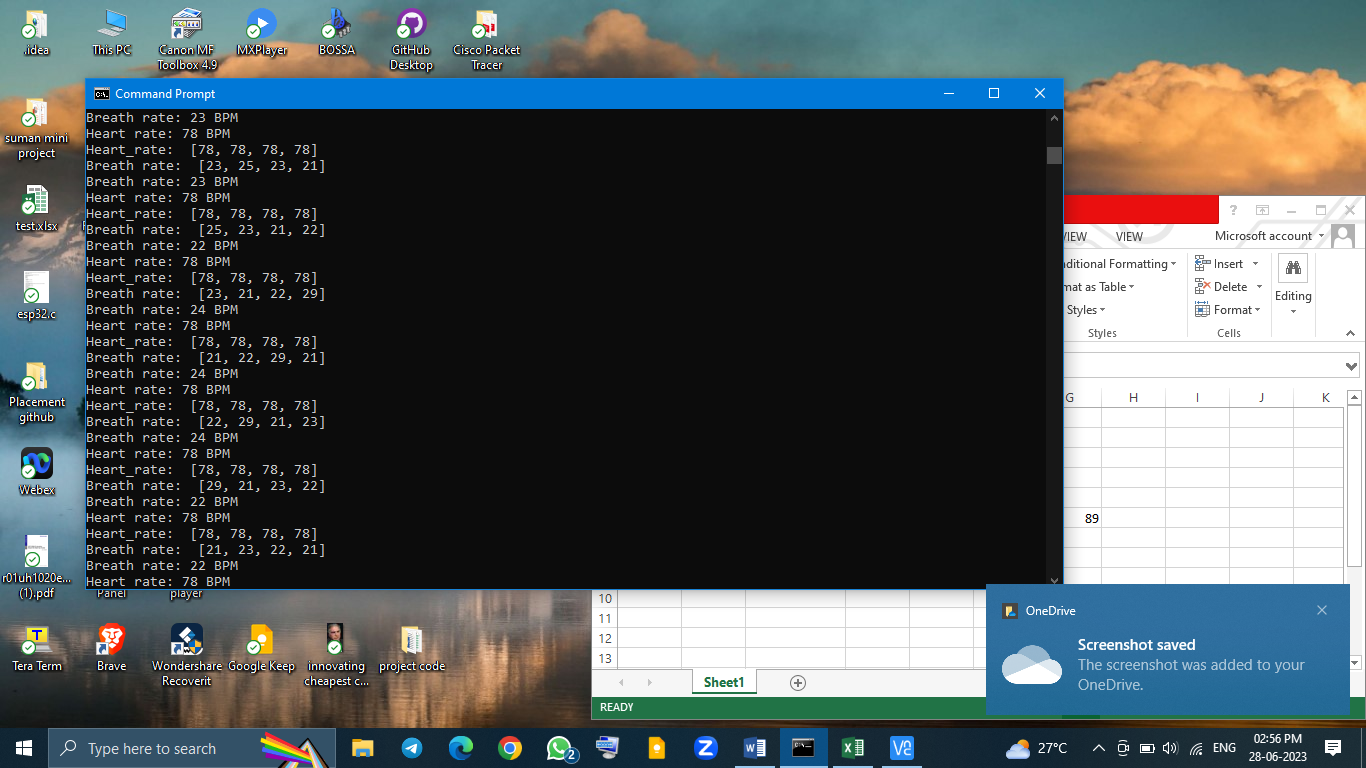 .idea
This PC
Canon MF
Toolbox 4.9
MXPlayer
BOSSA
GitHub
Desktop
Cisco Packet
Tracer
suman mini
project
test.xlsx
esp32.c
Placement
github
Webex
r01uh1020e...
(1).pdf
Panel
player
Tera Term
Brave
Wondershare
Recoverit
Google Keep
innovating
cheapest c...
project code
Command Prompt
Breath rate: 23 BPM
Heart rate: 78 BPM
Heart_rate:  [78, 78, 78, 78]
Breath rate:  [23, 25, 23, 21]
Breath rate: 23 BPM
Heart rate: 78 BPM
Heart_rate:  [78, 78, 78, 78]
Breath rate:  [25, 23, 21, 22]
Breath rate: 22 BPM
Heart rate: 78 BPM
Heart_rate:  [78, 78, 78, 78]
Breath rate:  [23, 21, 22, 29]
Breath rate: 24 BPM
Heart rate: 78 BPM
Heart_rate:  [78, 78, 78, 78]
Breath rate:  [21, 22, 29, 21]
Breath rate: 24 BPM
Heart rate: 78 BPM
Heart_rate:  [78, 78, 78, 78]
Breath rate:  [22, 29, 21, 23]
Breath rate: 24 BPM
Heart rate: 78 BPM
Heart_rate:  [78, 78, 78, 78]
Breath rate:  [29, 21, 23, 22]
Breath rate: 22 BPM
Heart rate: 78 BPM
Heart_rate:  [78, 78, 78, 78]
Breath rate:  [21, 23, 22, 21]
Breath rate: 22 BPM
Heart rate: 78 BPM
VIEW
Microsoft account
Formatting
Insert
as Table
Delete
Styles
Format
Editing
Styles
Cells
G H I J K
89
10
11
12
13
Sheet1
READY
OneDrive
Screenshot saved
The screenshot was added to your
OneDrive.
Type here to search
2
27°C
ENG
02:56 PM
28-06-2023